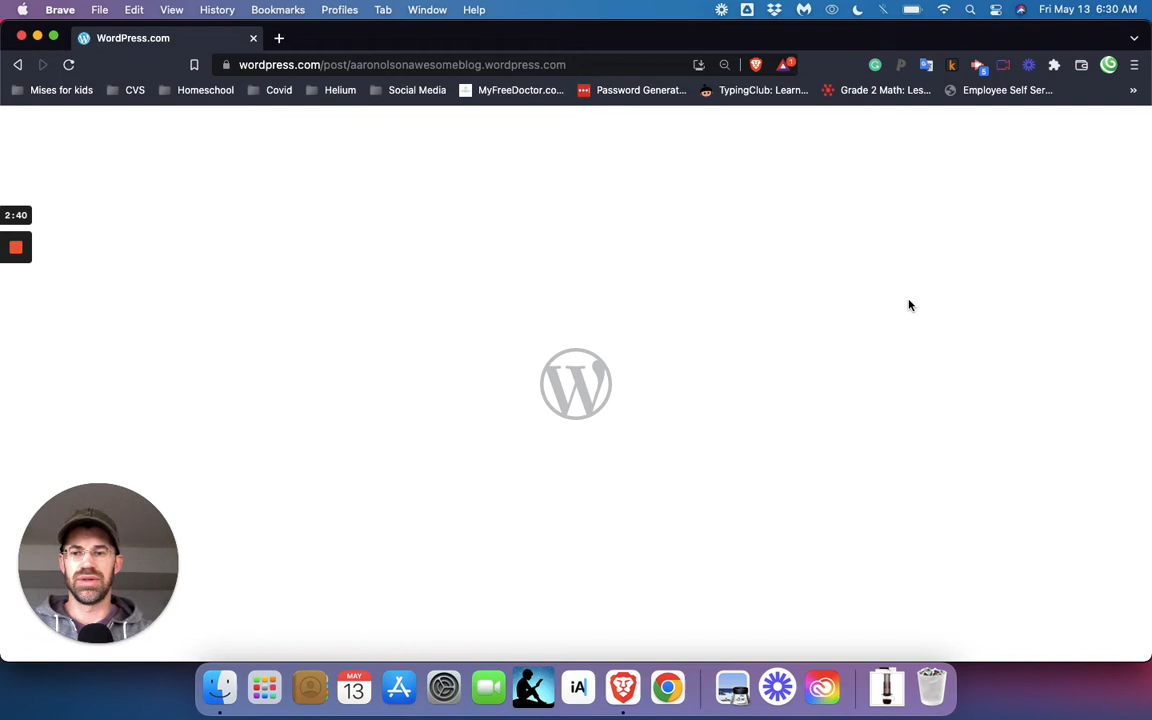 Brave File Edit View History Bookmarks Profiles Tab Window Help Fri May 13 6:30 AM
WordPress.com
wordpress.com/post/aaronolsonawesomeblog.wordpress.com 1
5
Mises for kids CVS Homeschool Covid Helium Social Media MyFreeDoctor.co... Password Generat... TypingClub: Learn... Grade 2 Math: Les... Employee Self Ser... »
2:40
W
MAY
13
iA